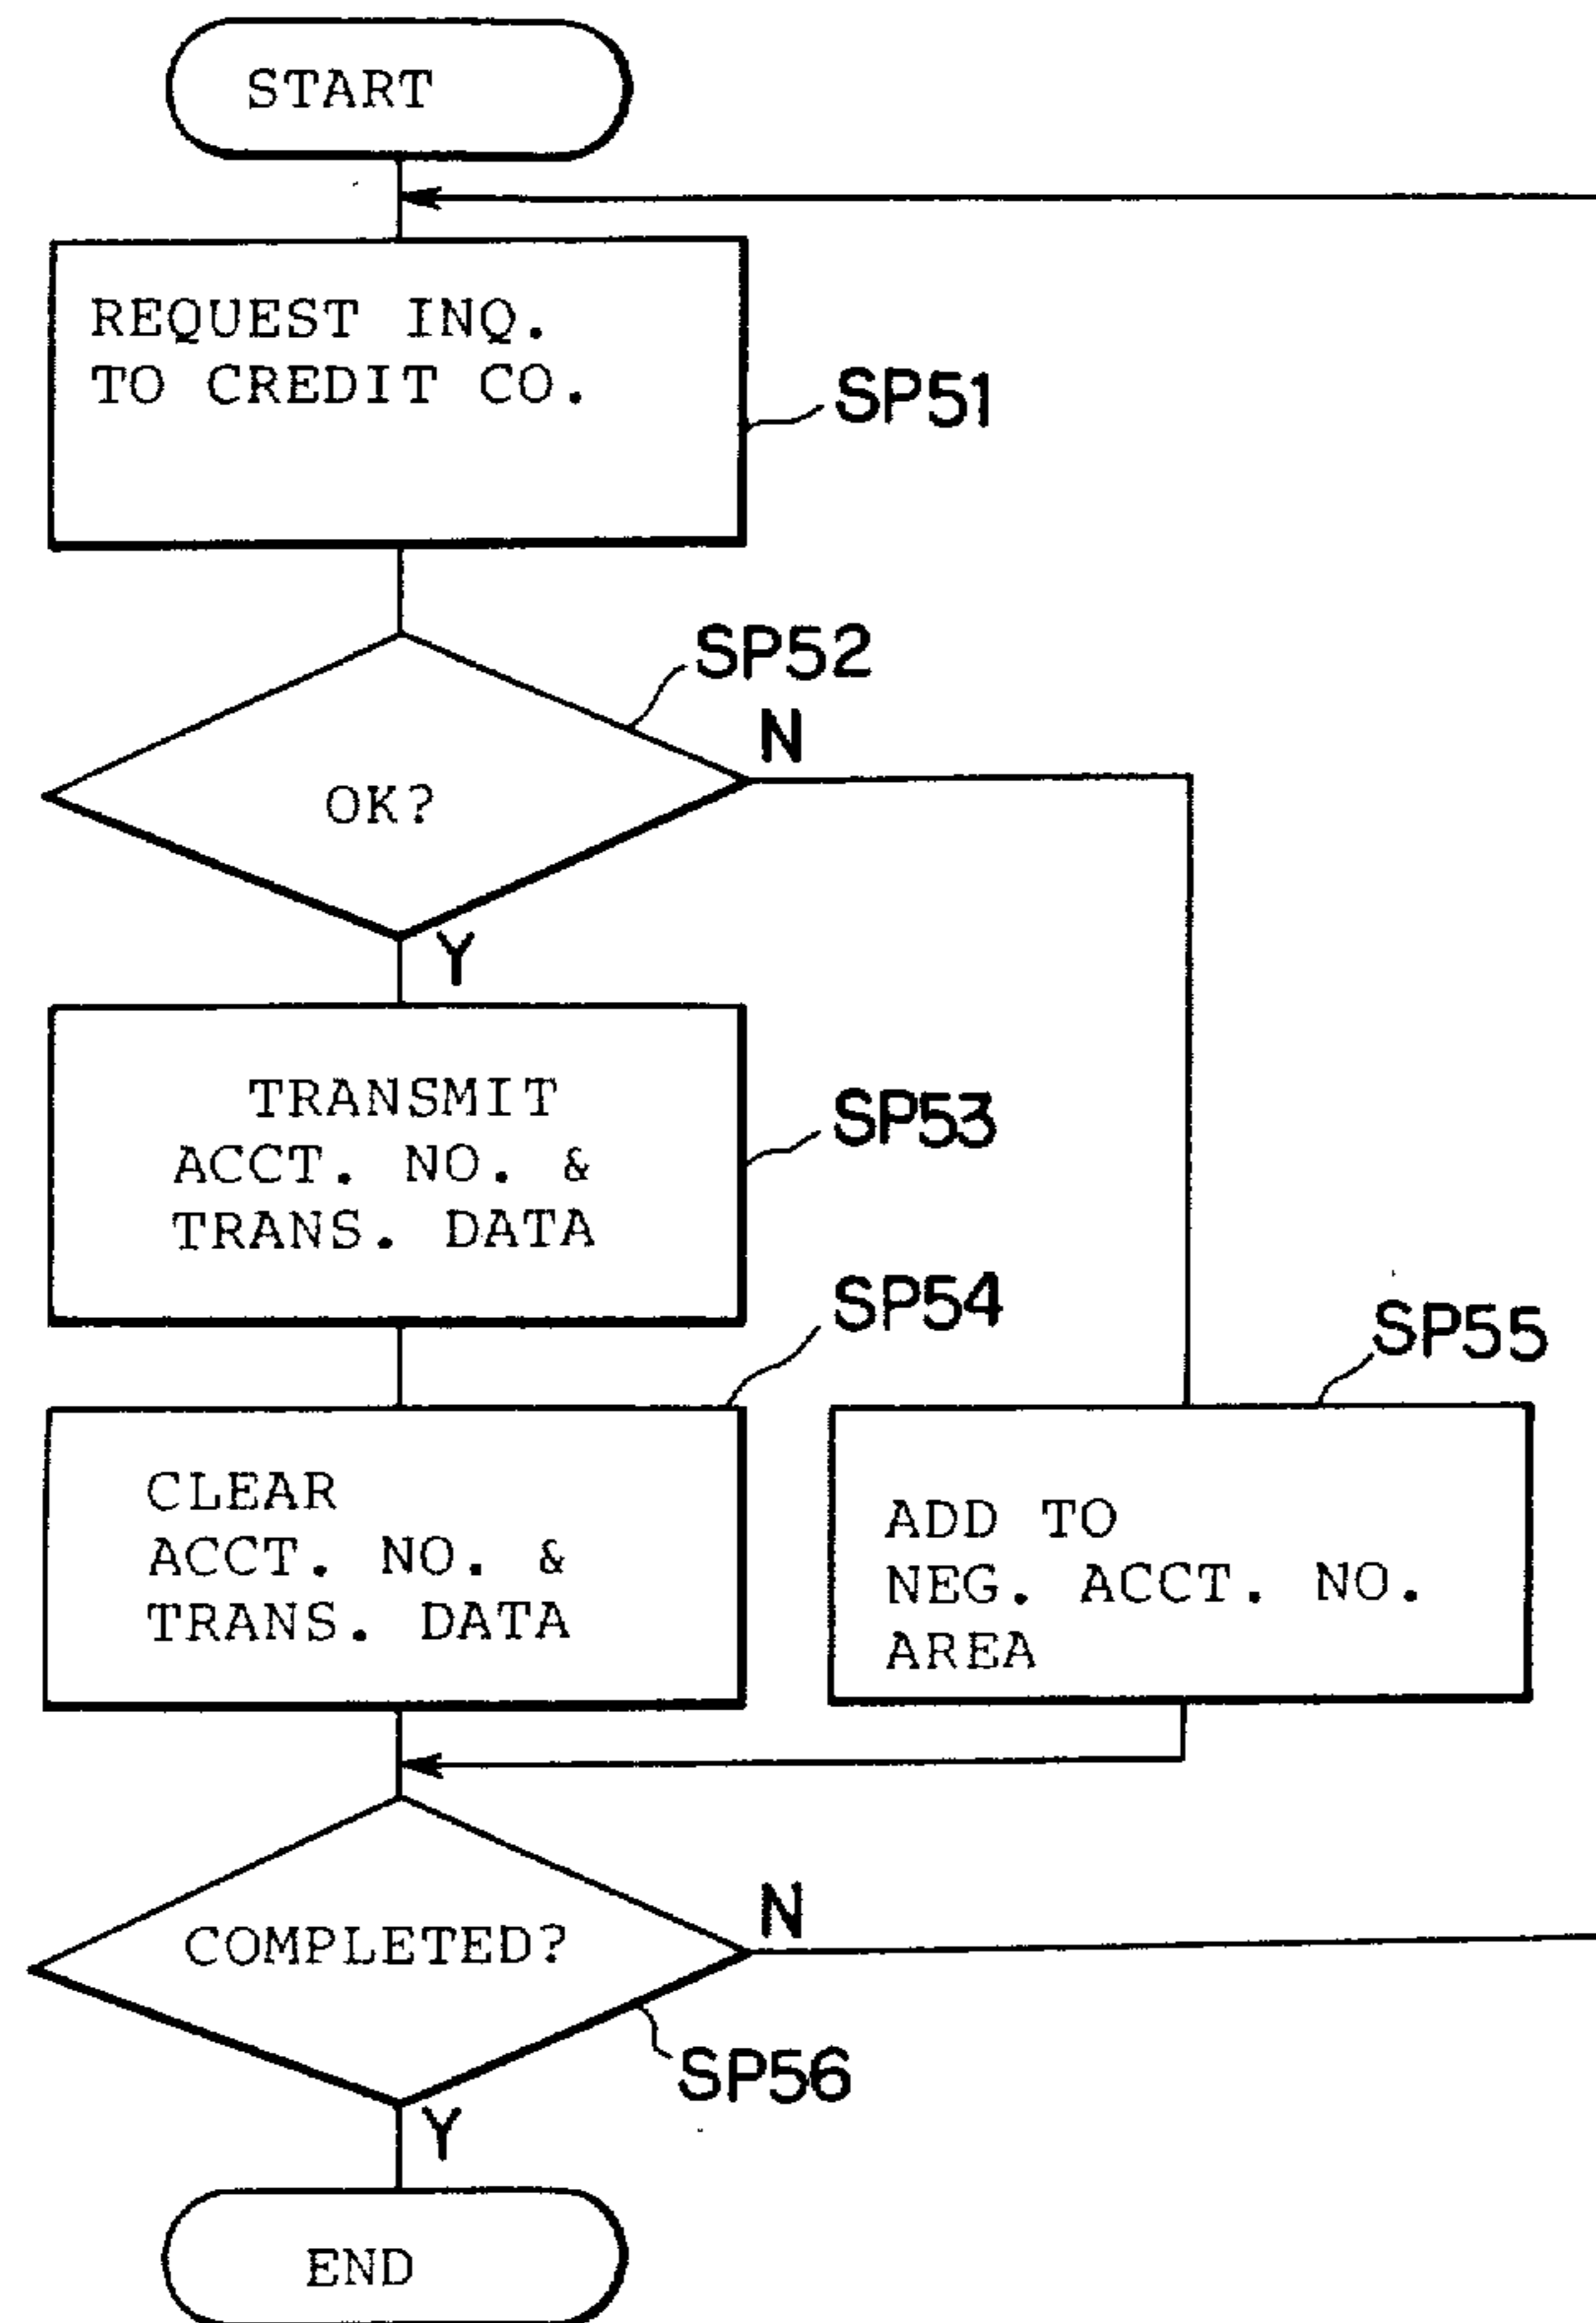 START
REQUEST INQ.
TO CREDIT CO.
SP51
SP52
N
OK?
Y
TRANSMIT
ACCT. NO. &
TRANS. DATA
SP53
SP54
CLEAR
ACCT. NO. &
TRANS. DATA
SP55
ADD TO
NEG. ACCT. NO.
AREA
COMPLETED?
N
SP56
Y
END